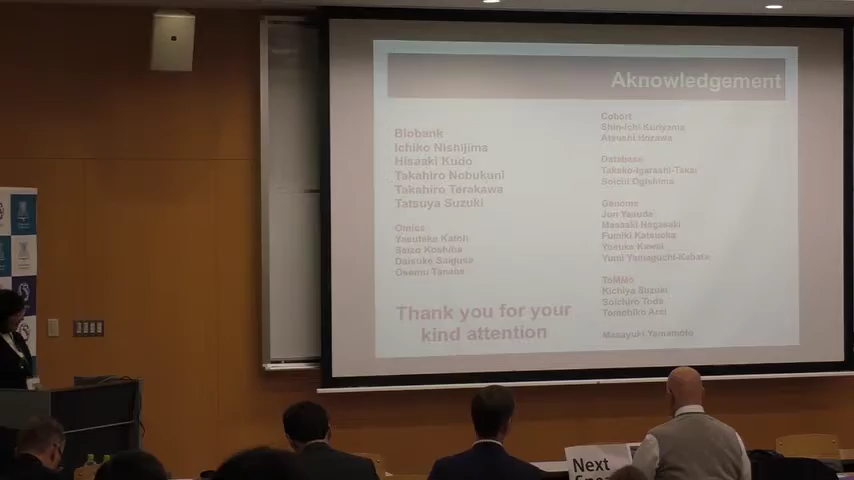 Aknowledgement
Biobank
Ichiko Nishijima
Hisaaki Kudo
Takahiro Nobukuni
Takahiro Terakawa
Tatsuya Suzuki
Omics
Yasutake Katoh
Seizo Koshiba
Daisuke Saigusa
Osamu Tanabe
Thank you for your
kind attention
Cohort
Shin-ichi Kuriyama
Atsushi Hozawa
Database
Takako-Igarashi-Takai
Soichi Ogishima
Genome
Jun Yasuda
Masaaki Nagasaki
Fumiki Katsuoka
Yosuke Kawai
Yumi Yamaguchi-Kabata
ToMMo
Kichiya Suzuki
Soichiro Toda
Tomohiko Arai
Masayuki Yamamoto
Next